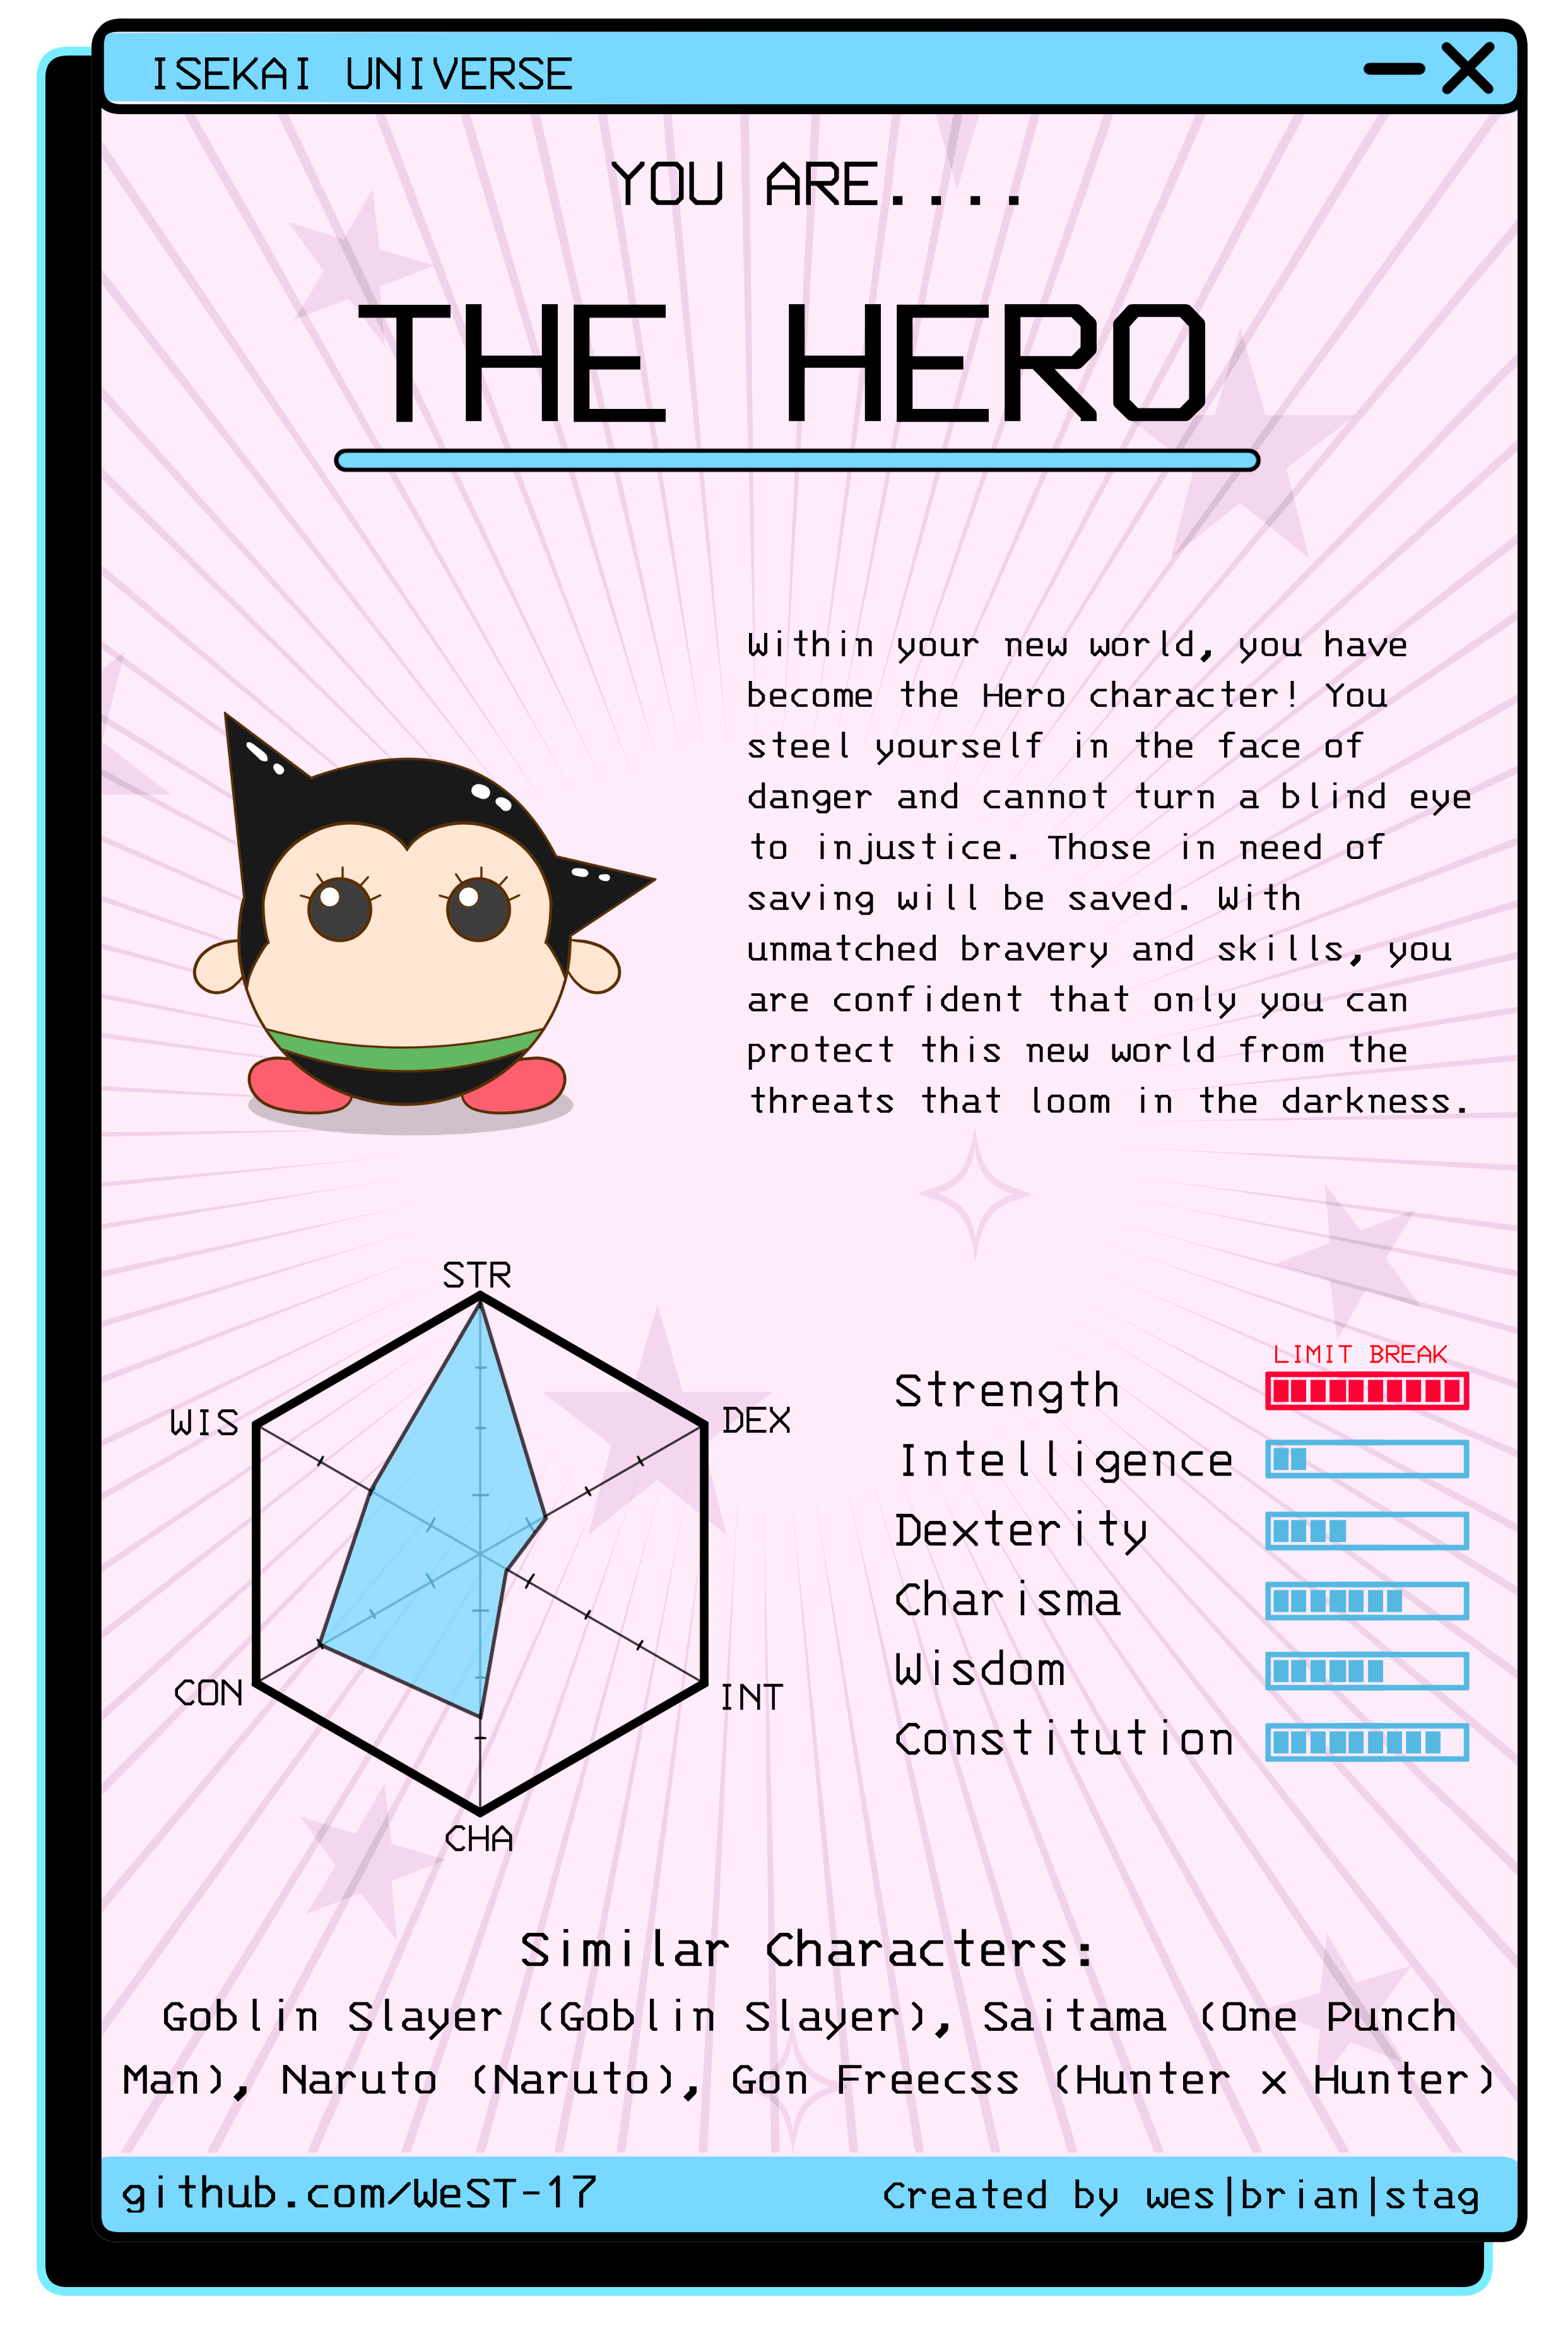 ISEKAI UNIVERSE
YOU ARE....
THE HERO
Within your new world, you have
become the Hero character! You
steel yourself in the face of
danger and cannot turn a blind eye
to injustice. Those in need of
saving will be saved. With
unmatched bravery and skills, you
are confident that only you can
protect this new world from the
threats that loom in the darkness.
STR
WIS
DEX
CON
INT
CHA
LIMIT BREAK
Strength
Intelligence
Dexterity
Charisma
Wisdom
Constitution
Similar Characters:
Goblin Slayer (Goblin Slayer), Saitama (One Punch
Man), Naruto (Naruto), Gon Freecss (Hunter x Hunter)
github.com/WeST-17
Created by wes|brian|stag